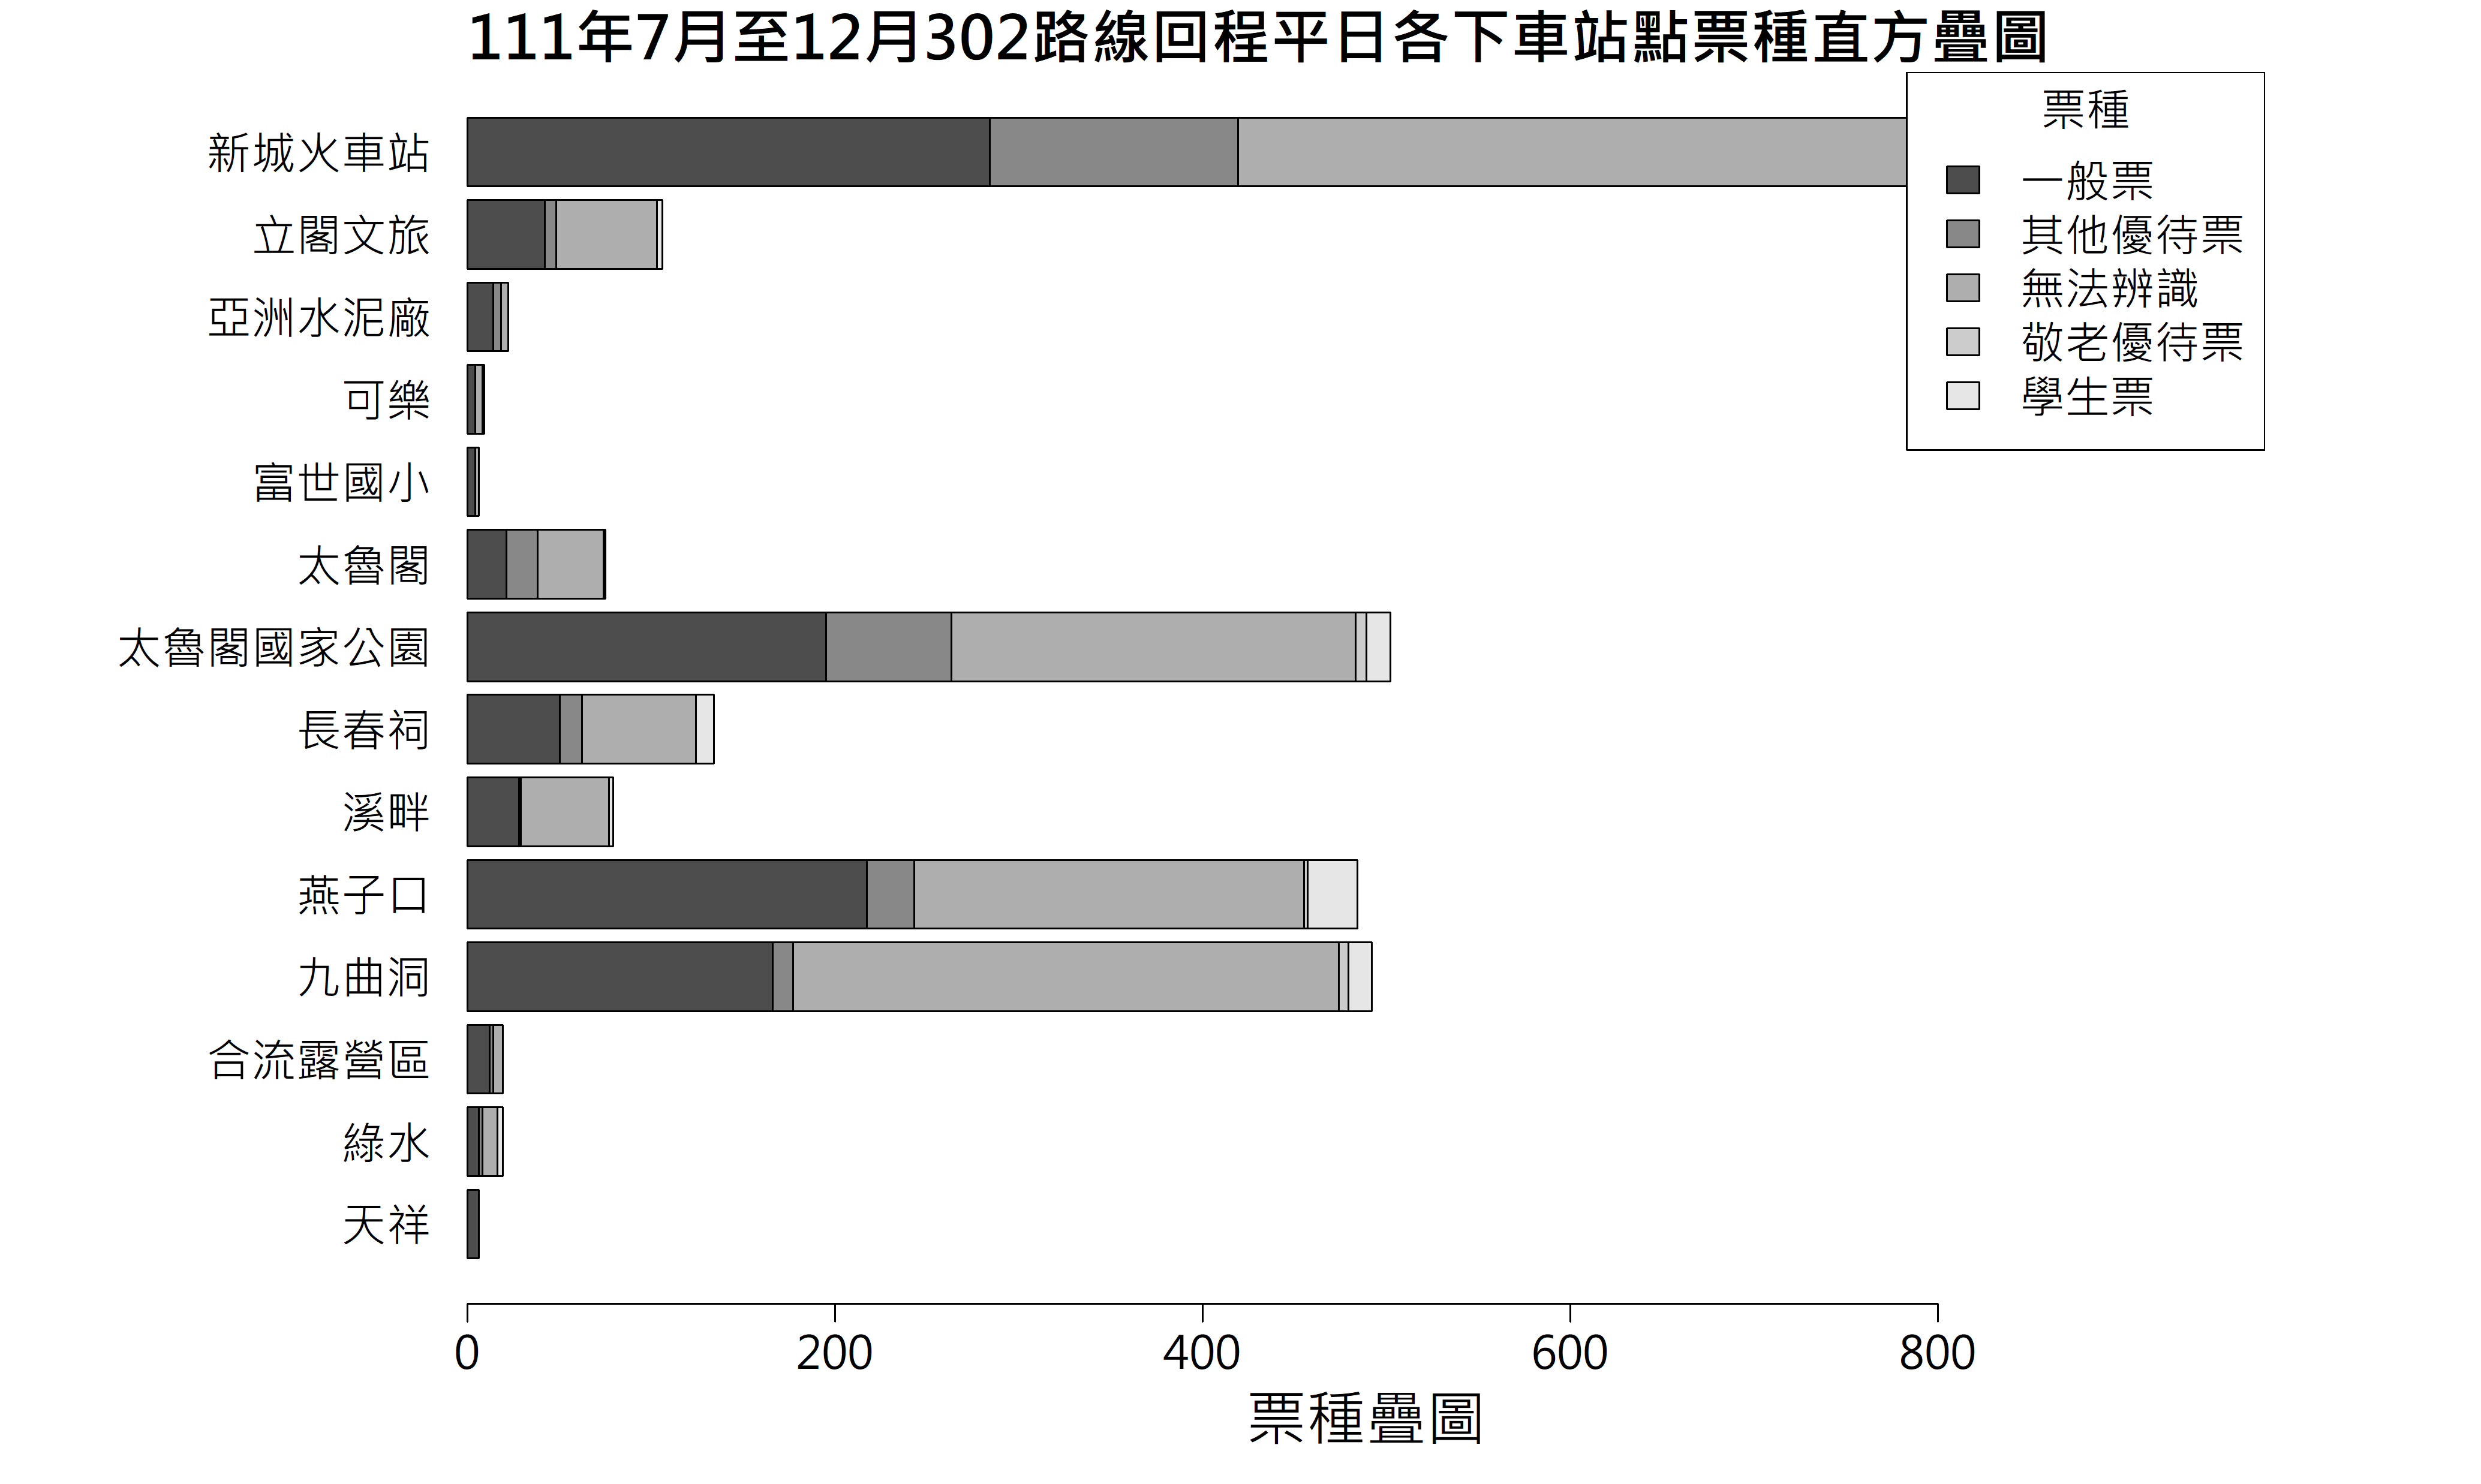 111年7月至12月302路線回程平日各下車站點票種直方疊圖
票種
一般票
其他優待票
無法辨識
敬老優待票
學生票
新城火車站
立閣文旅
亞洲水泥廠
可樂
富世國小
太魯閣
太魯閣國家公園
長春祠
溪畔
燕子口
九曲洞
合流露營區
綠水
天祥
0 200 400 600 800
票種疊圖